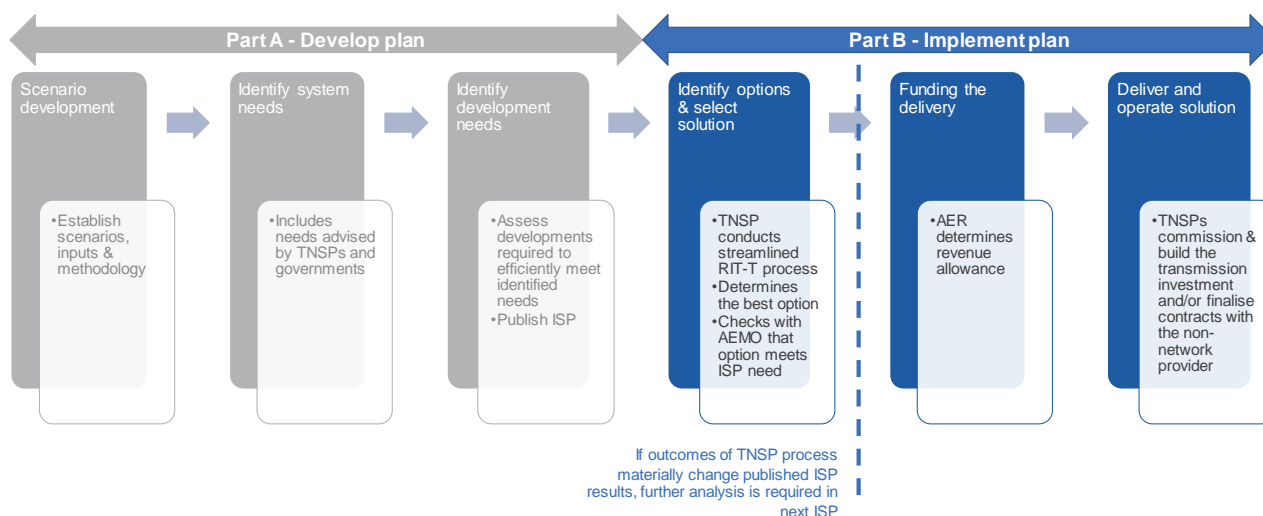 Part A - Develop plan
Part B - Implement plan
Scenario
development
•Establish
scenarios,
inputs &
methodology
Identify system
needs
•Includes
needs advised
by TNSPs and
governments
Identify
development
needs
•Assess
developments
required to
efficiently meet
identified
needs
•Publish ISP
Identify options
& select
solution
•TNSP
conducts
streamlined
RIT-T process
•Determines
the best option
•Checks with
AEMO that
option meets
ISP need
Funding the
delivery
•AER
determines
revenue
allowance
Deliver and
operate solution
•TNSPs
commission &
build the
transmission
investment
and/or finalise
contracts with
the non-
network
provider
If outcomes of TNSP process
materially change published ISP
results, further analysis is required in
next ISP